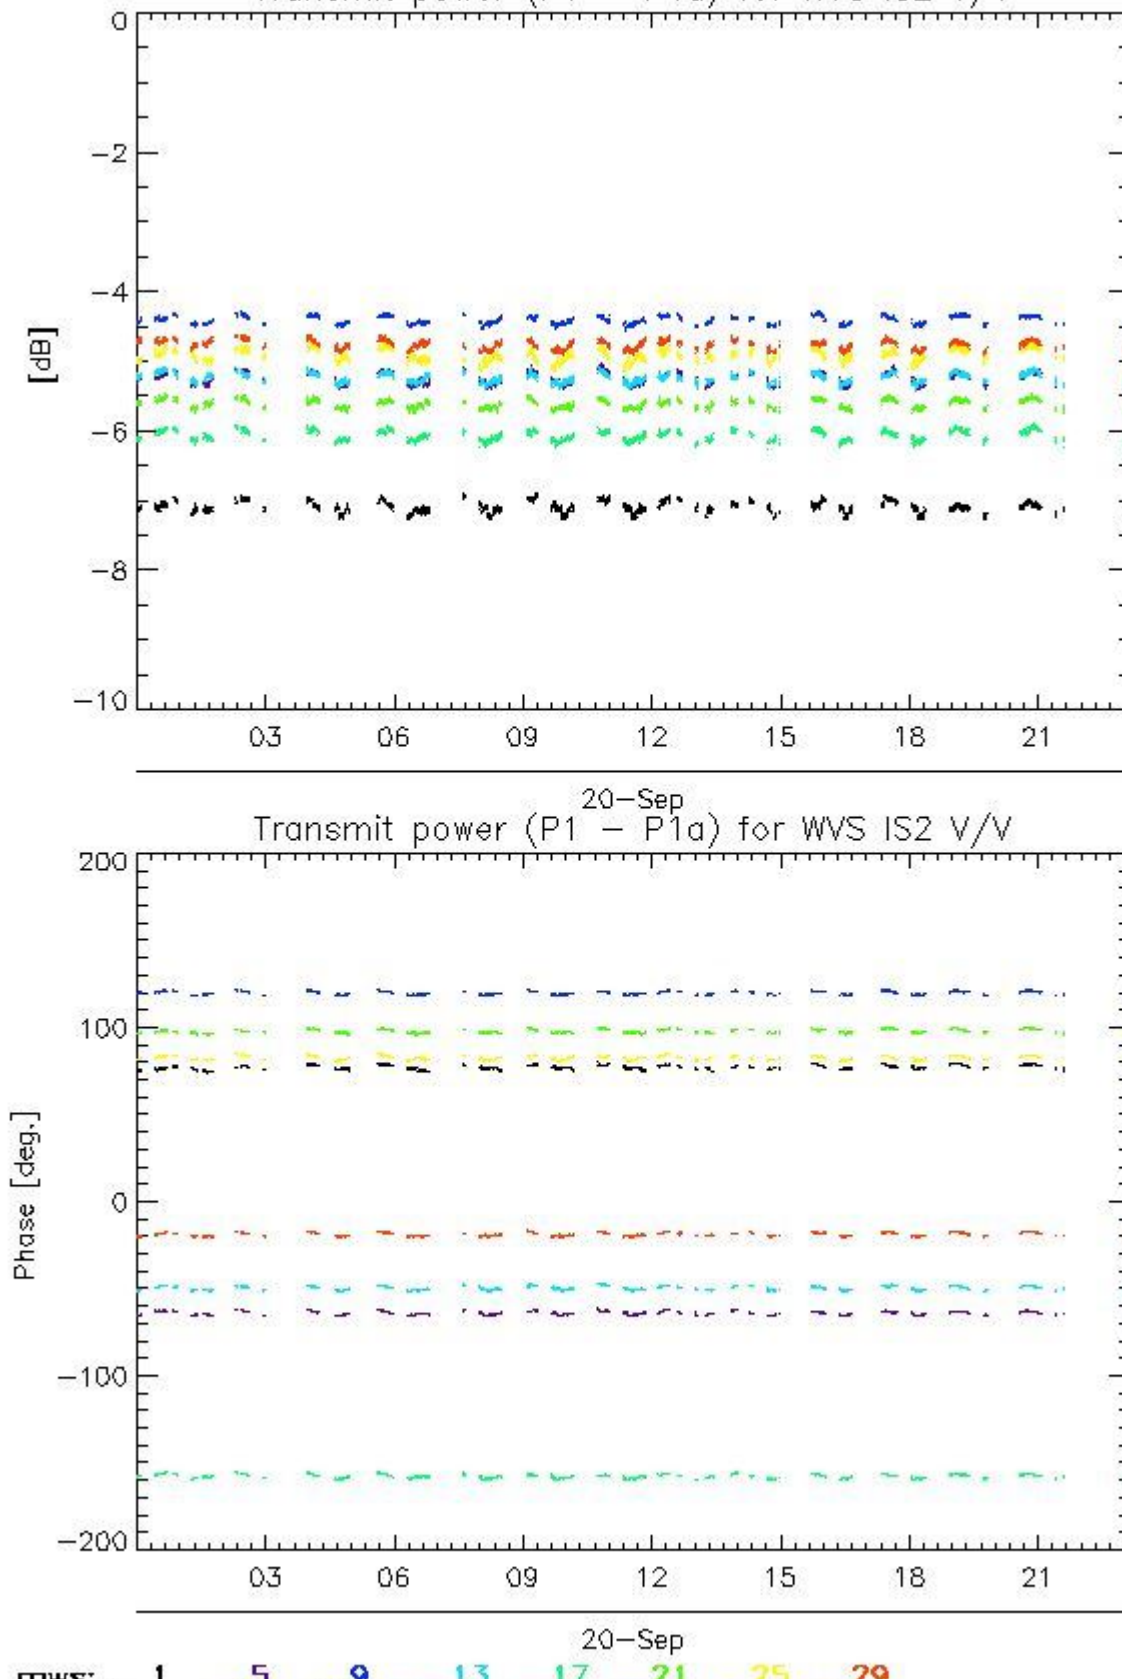 0
−2
−4
[dB]
−6
−8
−10
03 06 09 12 15 18 21
20−Sep
Transmit power (P1 − P1a) for WVS IS2 V/V
200
100
0
Phase [deg.]
−100
−200
03 06 09 12 15 18 21
20−Sep
1 5 9 13 17 21 25 29